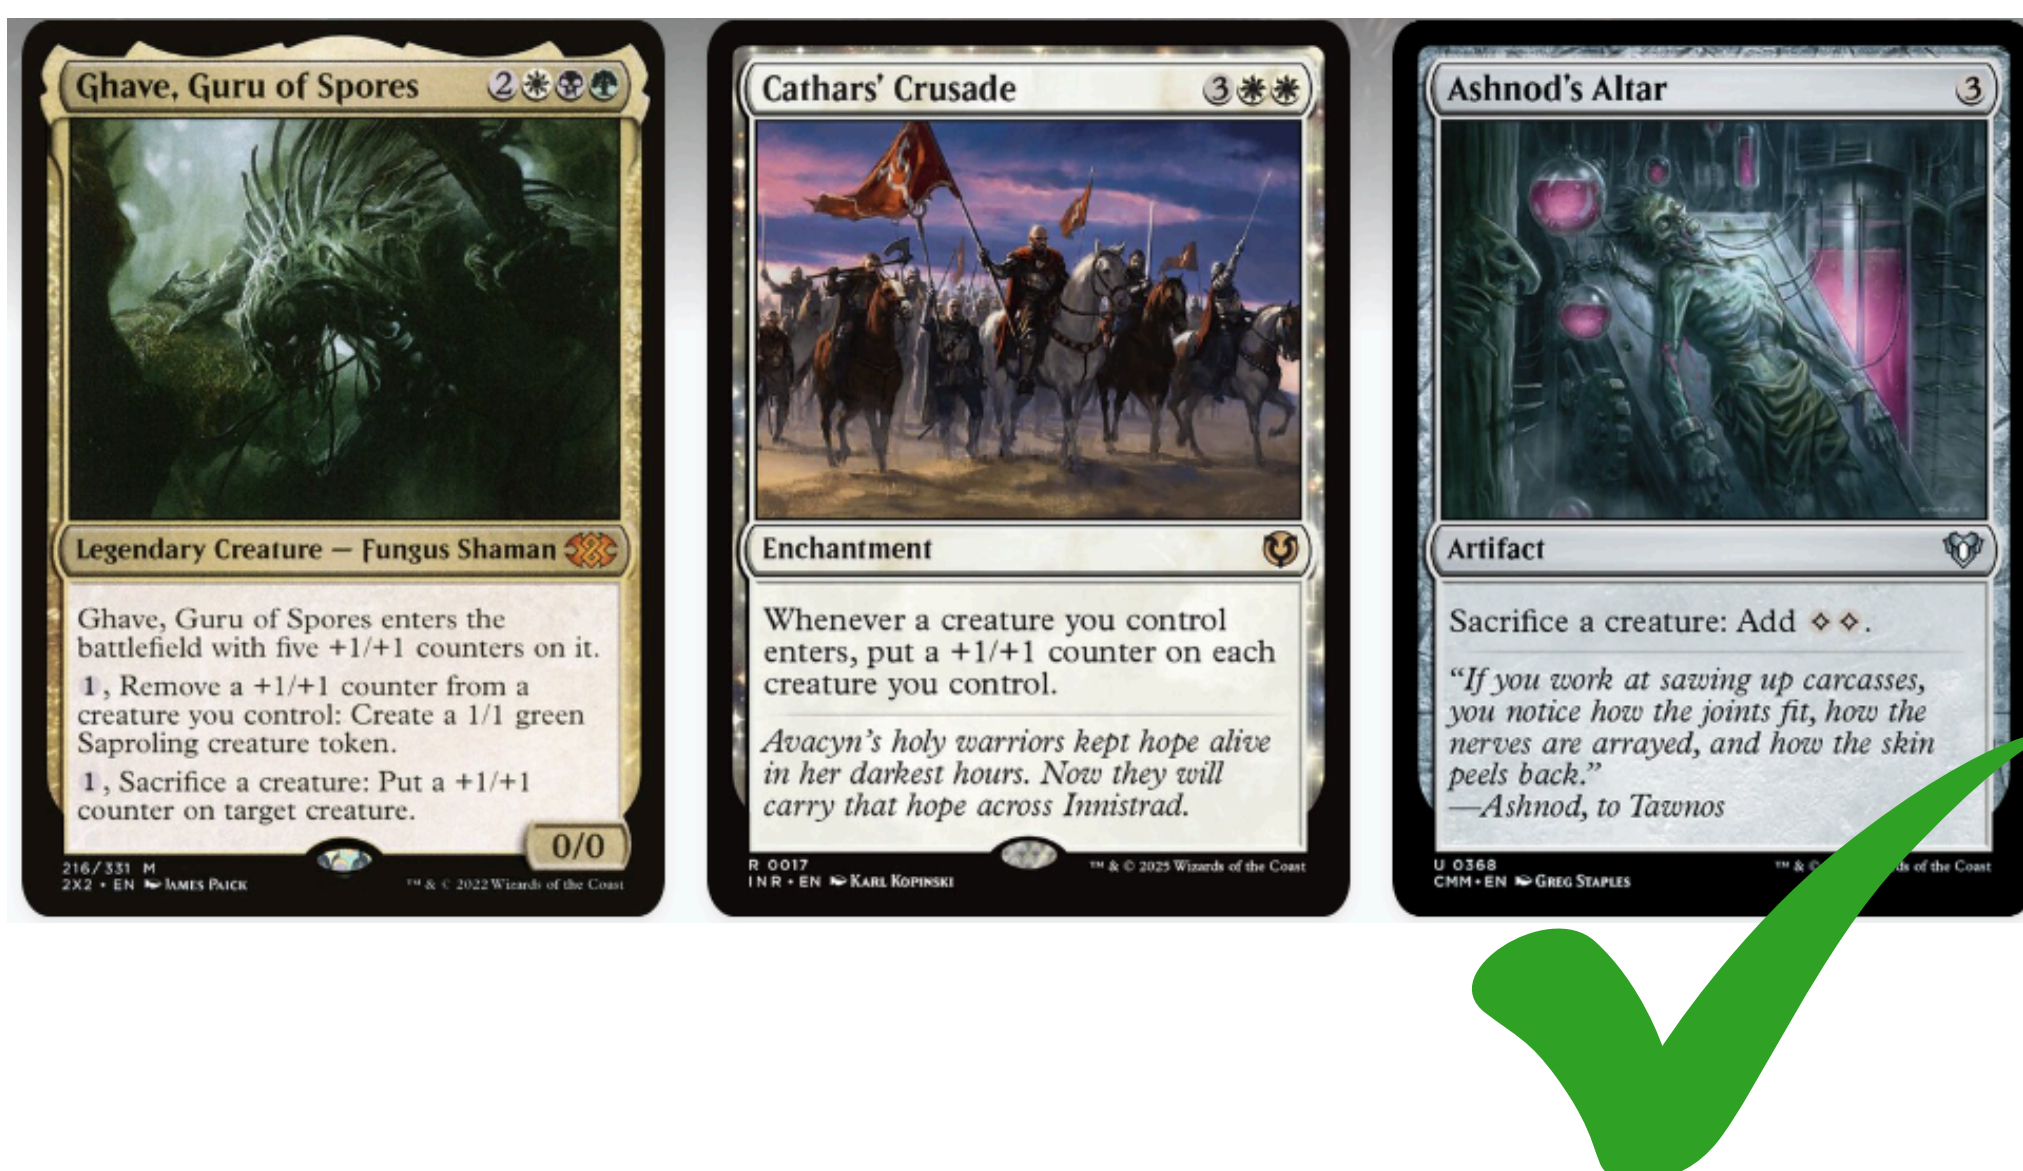 Ghave, Guru of Spores 2
Legendary Creature — Fungus Shaman
Ghave, Guru of Spores enters the
battlefield with five +1/+1 counters on it.
1, Remove a +1/+1 counter from a
creature you control: Create a 1/1 green
Saproling creature token.
1, Sacrifice a creature: Put a +1/+1
counter on target creature.
0/0
216/331 M
2X2 • EN JAMES PAICK
™ & © 2022 Wizards of the Coast
Cathars' Crusade 3
Enchantment
Whenever a creature you control
enters, put a +1/+1 counter on each
creature you control.
Avacyn's holy warriors kept hope alive
in her darkest hours. Now they will
carry that hope across Innistrad.
R 0017
INR • EN KARL KOPINSKI
™ & © 2025 Wizards of the Coast
Ashnod's Altar 3
Artifact
Sacrifice a creature: Add .
“If you work at sawing up carcasses,
you notice how the joints fit, how the
nerves are arrayed, and how the skin
peels back.”
—Ashnod, to Tawnos
U 0368
CMM • EN GREG STAPLES
™ & © of the Coast